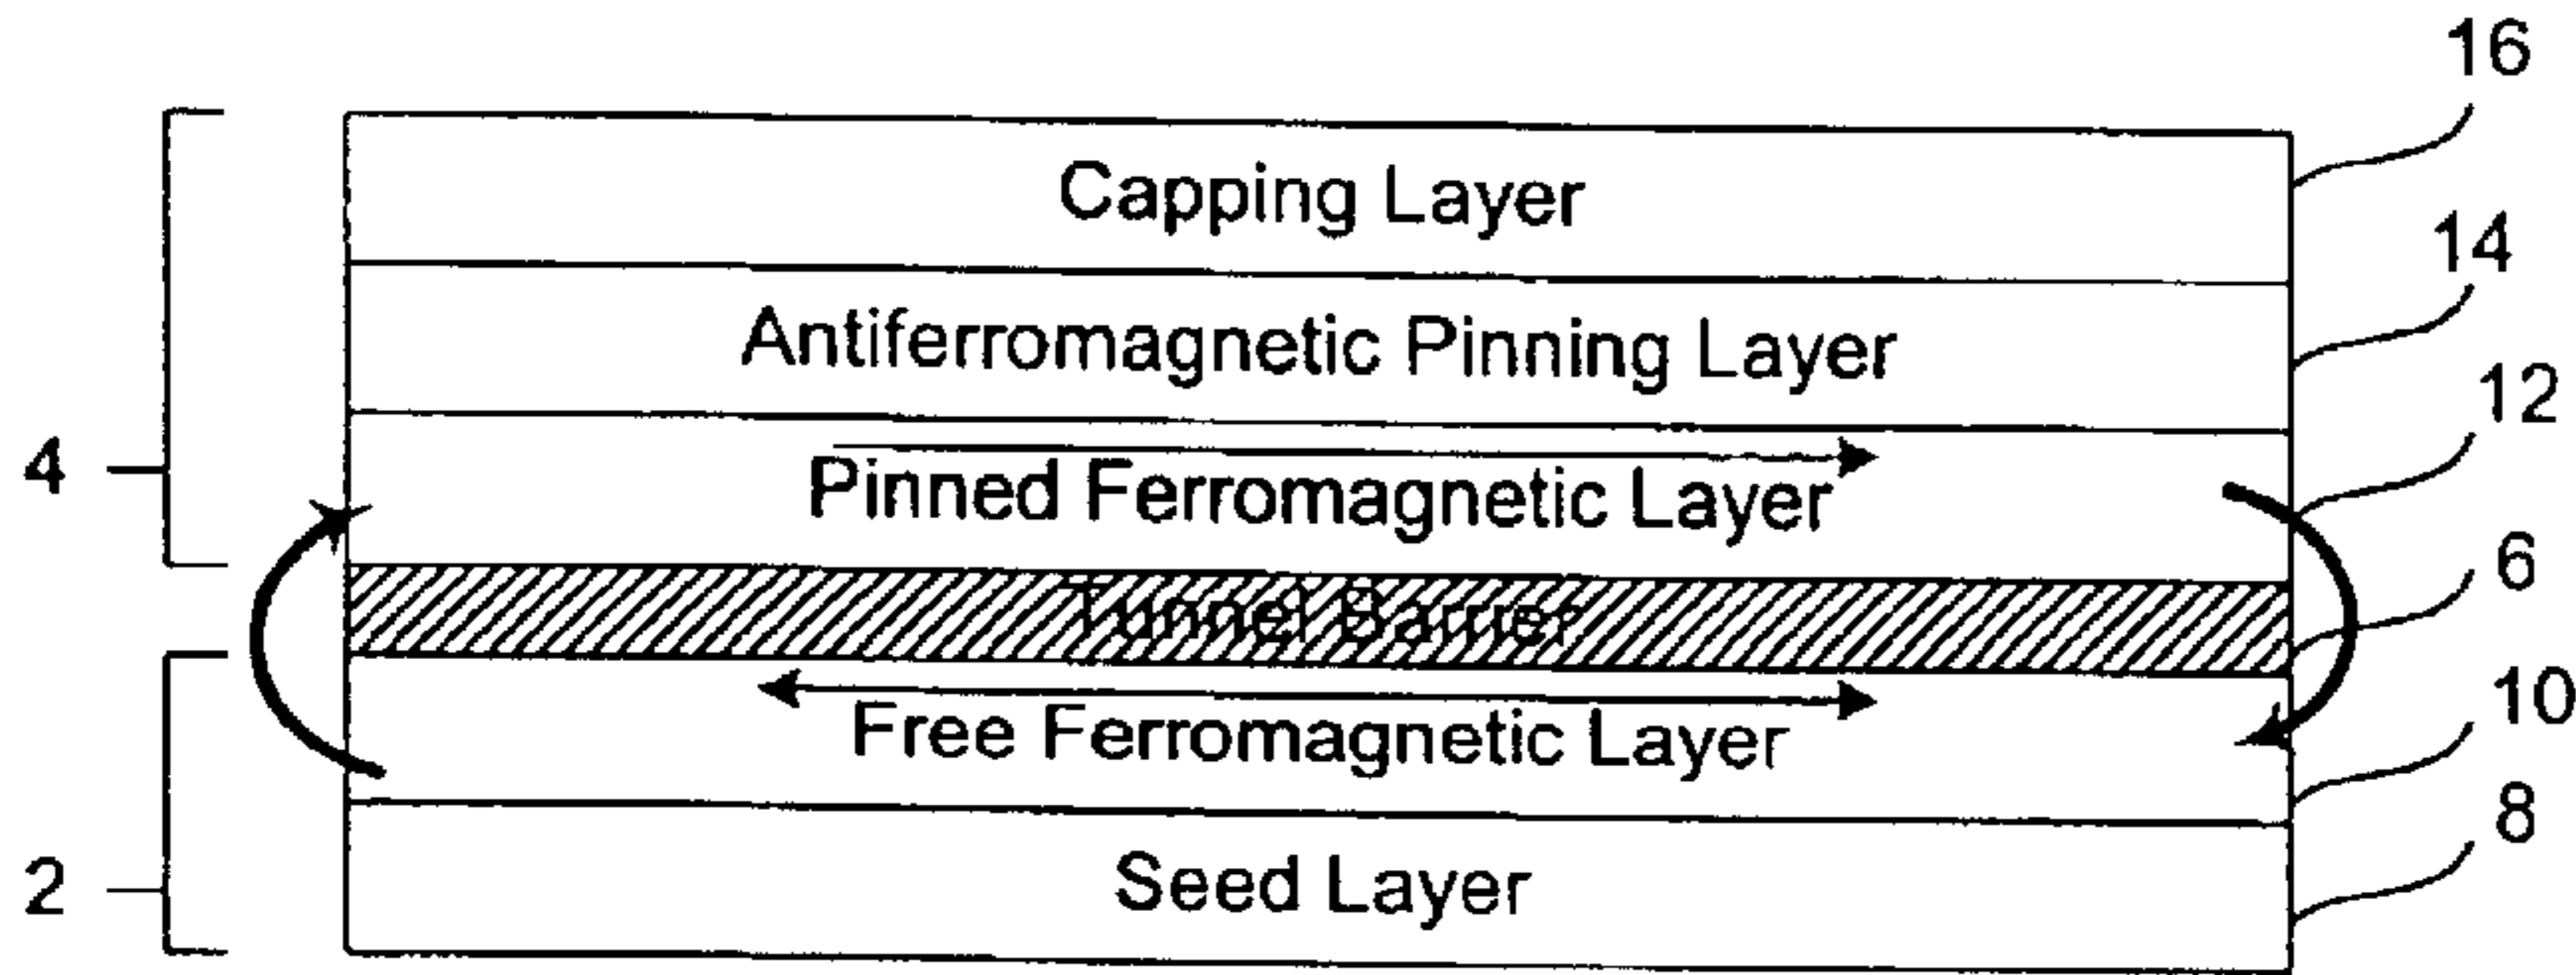 16
Capping Layer
14
Antiferromagnetic Pinning Layer
12
4
Pinned Ferromagnetic Layer
6
Tunnel Barrier
10
Free Ferromagnetic Layer
8
2
Seed Layer